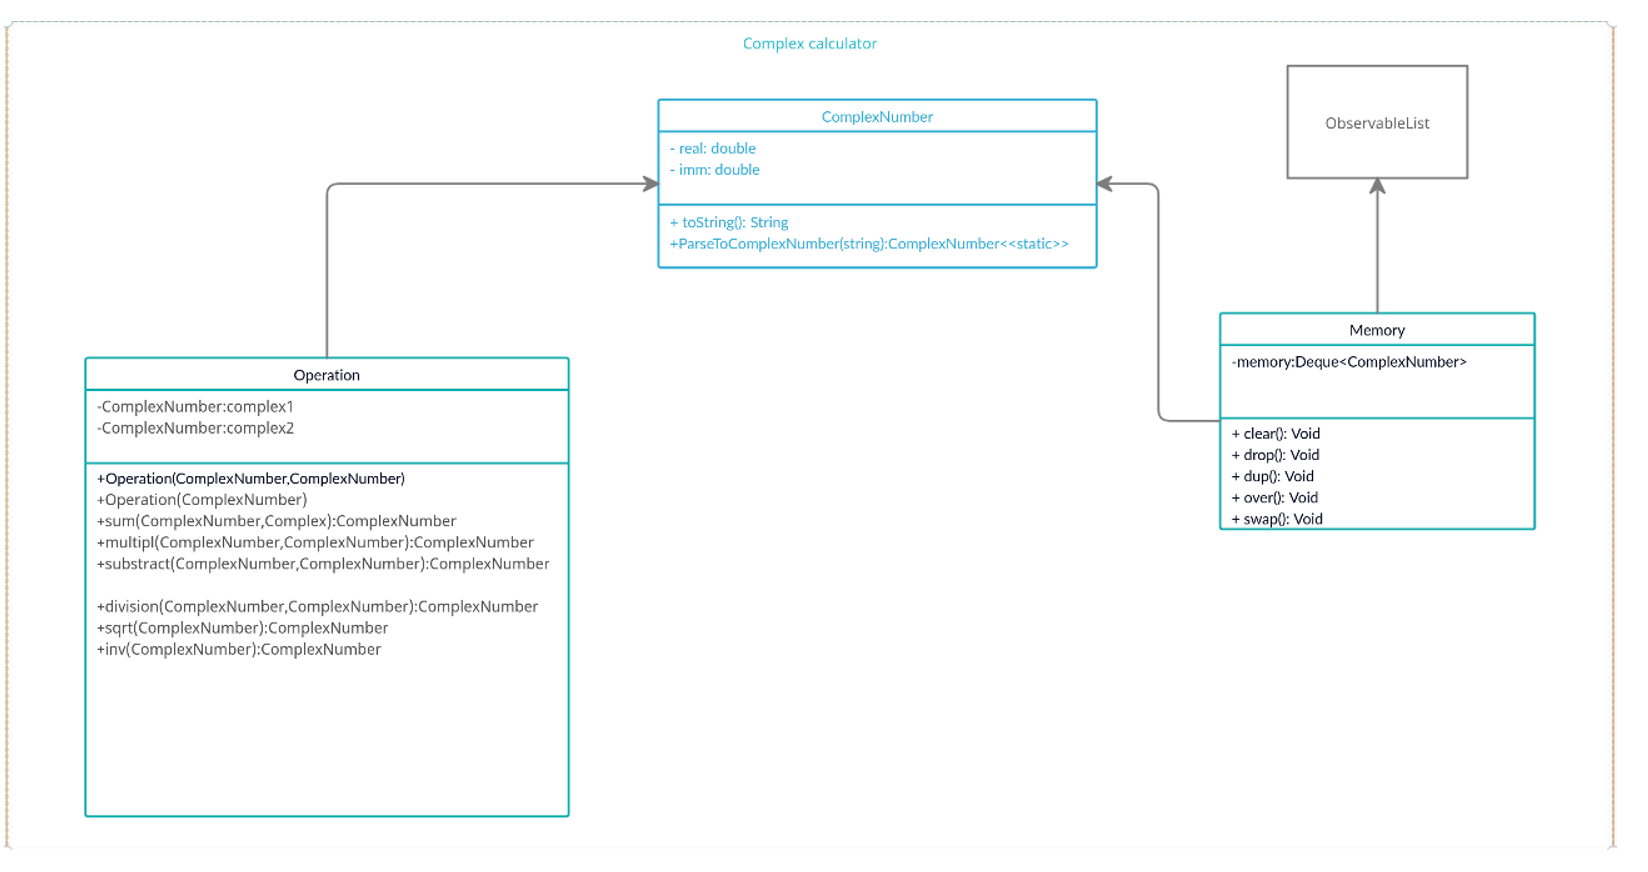 Complex calculator
ComplexNumber
- real: double
- imm: double
+ toString(): String
+ParseToComplexNumber(string):ComplexNumber<<static>>
ObservableList
Operation
-ComplexNumber:complex1
-ComplexNumber:complex2
+Operation(ComplexNumber,ComplexNumber)
+Operation(ComplexNumber)
+sum(ComplexNumber,Complex):ComplexNumber
+multipl(ComplexNumber,ComplexNumber):ComplexNumber
+substract(ComplexNumber,ComplexNumber):ComplexNumber
+division(ComplexNumber,ComplexNumber):ComplexNumber
+sqrt(ComplexNumber):ComplexNumber
+inv(ComplexNumber):ComplexNumber
Memory
-memory:Deque<ComplexNumber>
+ clear(): Void
+ drop(): Void
+ dup(): Void
+ over(): Void
+ swap(): Void